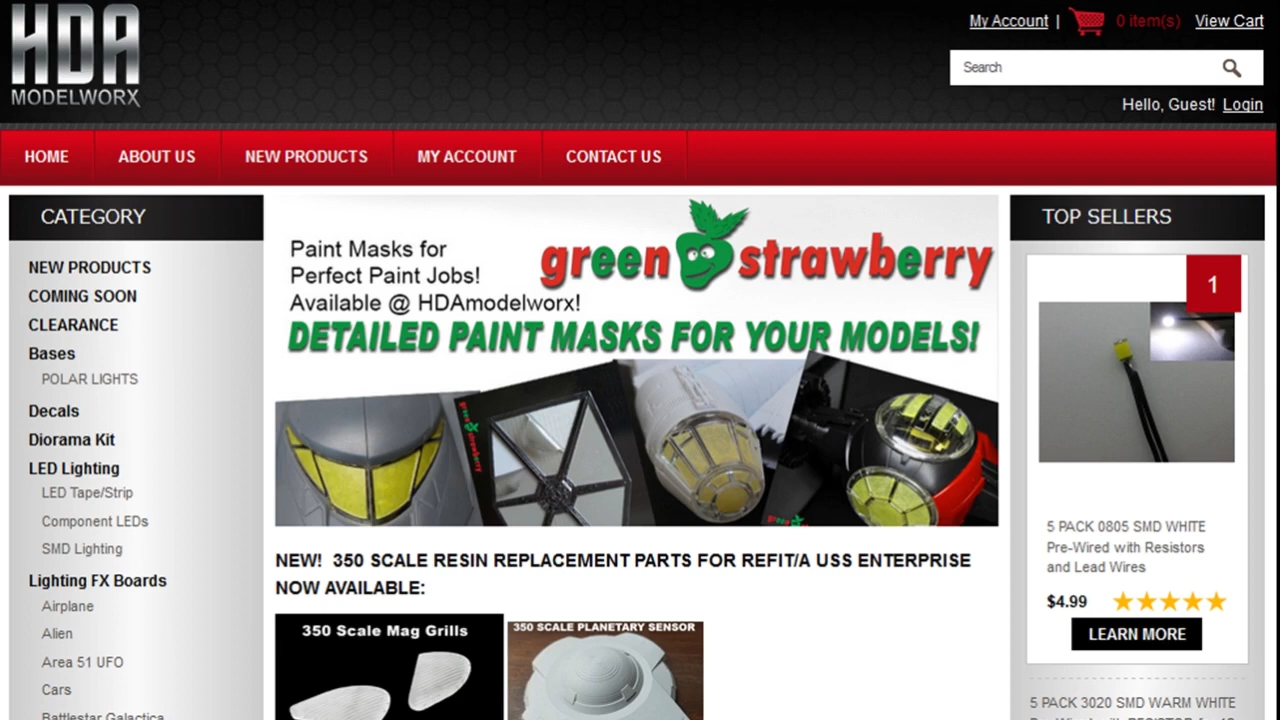 HDA
MODELWORX
My Account | 0 item(s) View Cart
Search
Hello, Guest! Login
HOME
ABOUT US
NEW PRODUCTS
MY ACCOUNT
CONTACT US
CATEGORY
NEW PRODUCTS
COMING SOON
CLEARANCE
Bases
POLAR LIGHTS
Decals
Diorama Kit
LED Lighting
LED Tape/Strip
Component LEDs
SMD Lighting
Lighting FX Boards
Airplane
Alien
Area 51 UFO
Cars
Battlestar Galactica
Paint Masks for
Perfect Paint Jobs!
Available @ HDAmodelworx!
green strawberry
DETAILED PAINT MASKS FOR YOUR MODELS!
green strawberry
green
NEW! 350 SCALE RESIN REPLACEMENT PARTS FOR REFIT/A USS ENTERPRISE
NOW AVAILABLE:
350 Scale Mag Grills
350 SCALE PLANETARY SENSOR
TOP SELLERS
1
5 PACK 0805 SMD WHITE
Pre-Wired with Resistors
and Lead Wires
$4.99
LEARN MORE
5 PACK 3020 SMD WARM WHITE